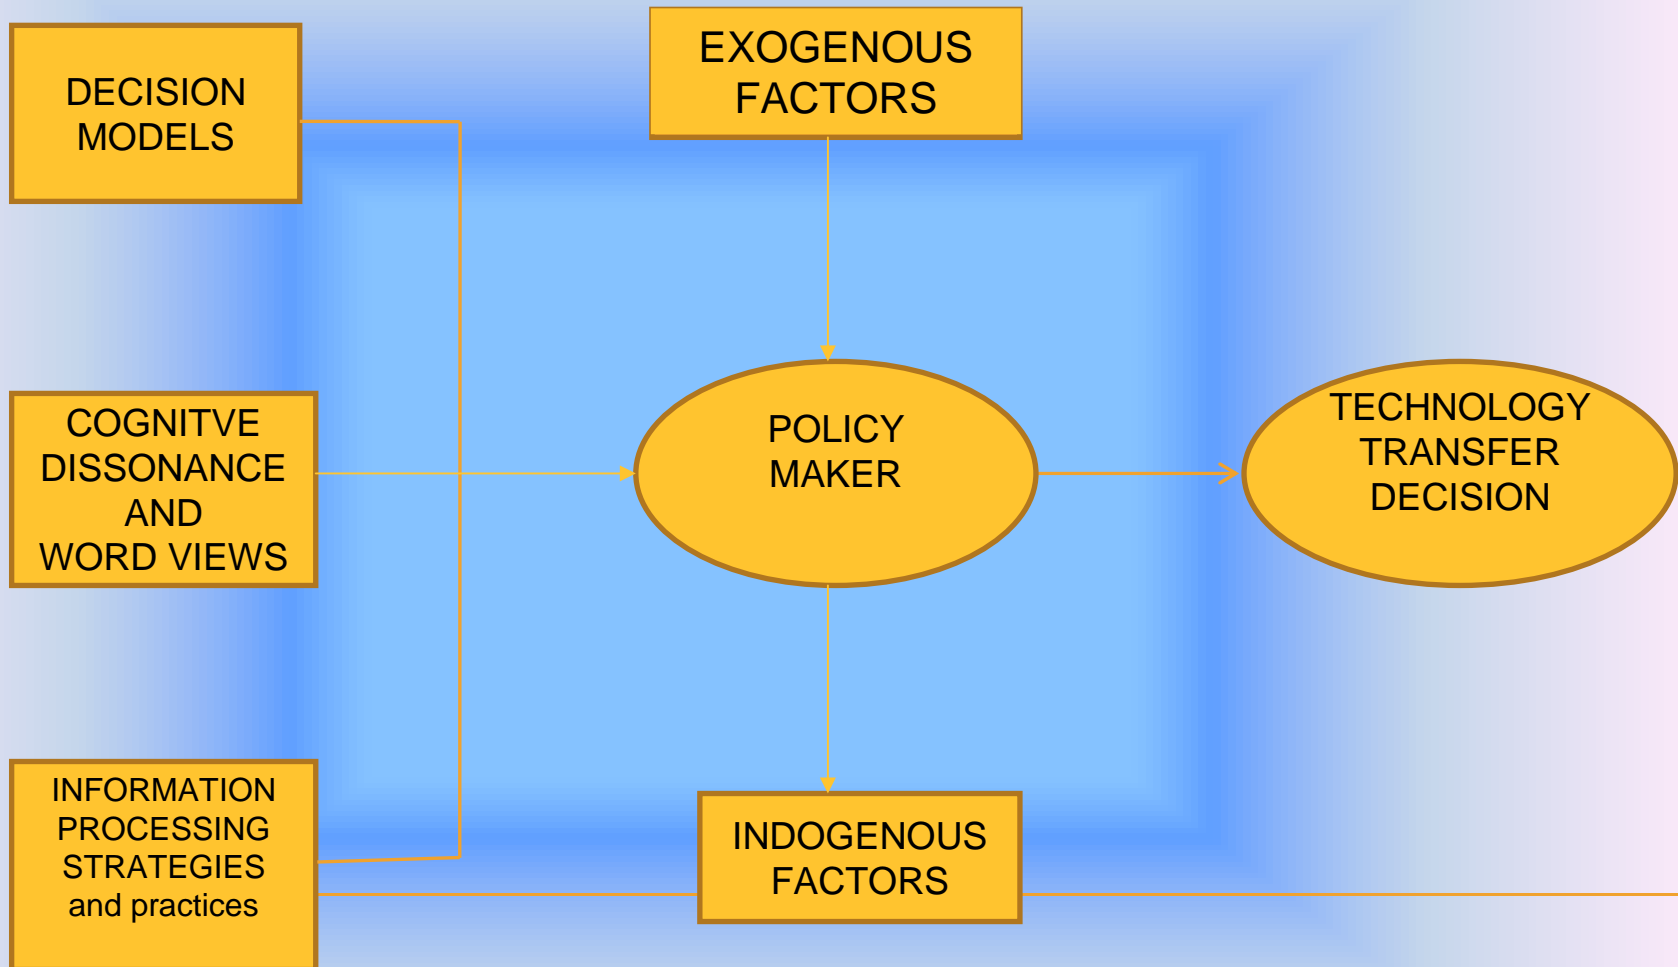 DECISION
MODELS
EXOGENOUS
FACTORS
COGNITVE
DISSONANCE
AND
WORD VIEWS
POLICY
MAKER
TECHNOLOGY
TRANSFER
DECISION
INFORMATION
PROCESSING
STRATEGIES
and practices
INDOGENOUS
FACTORS